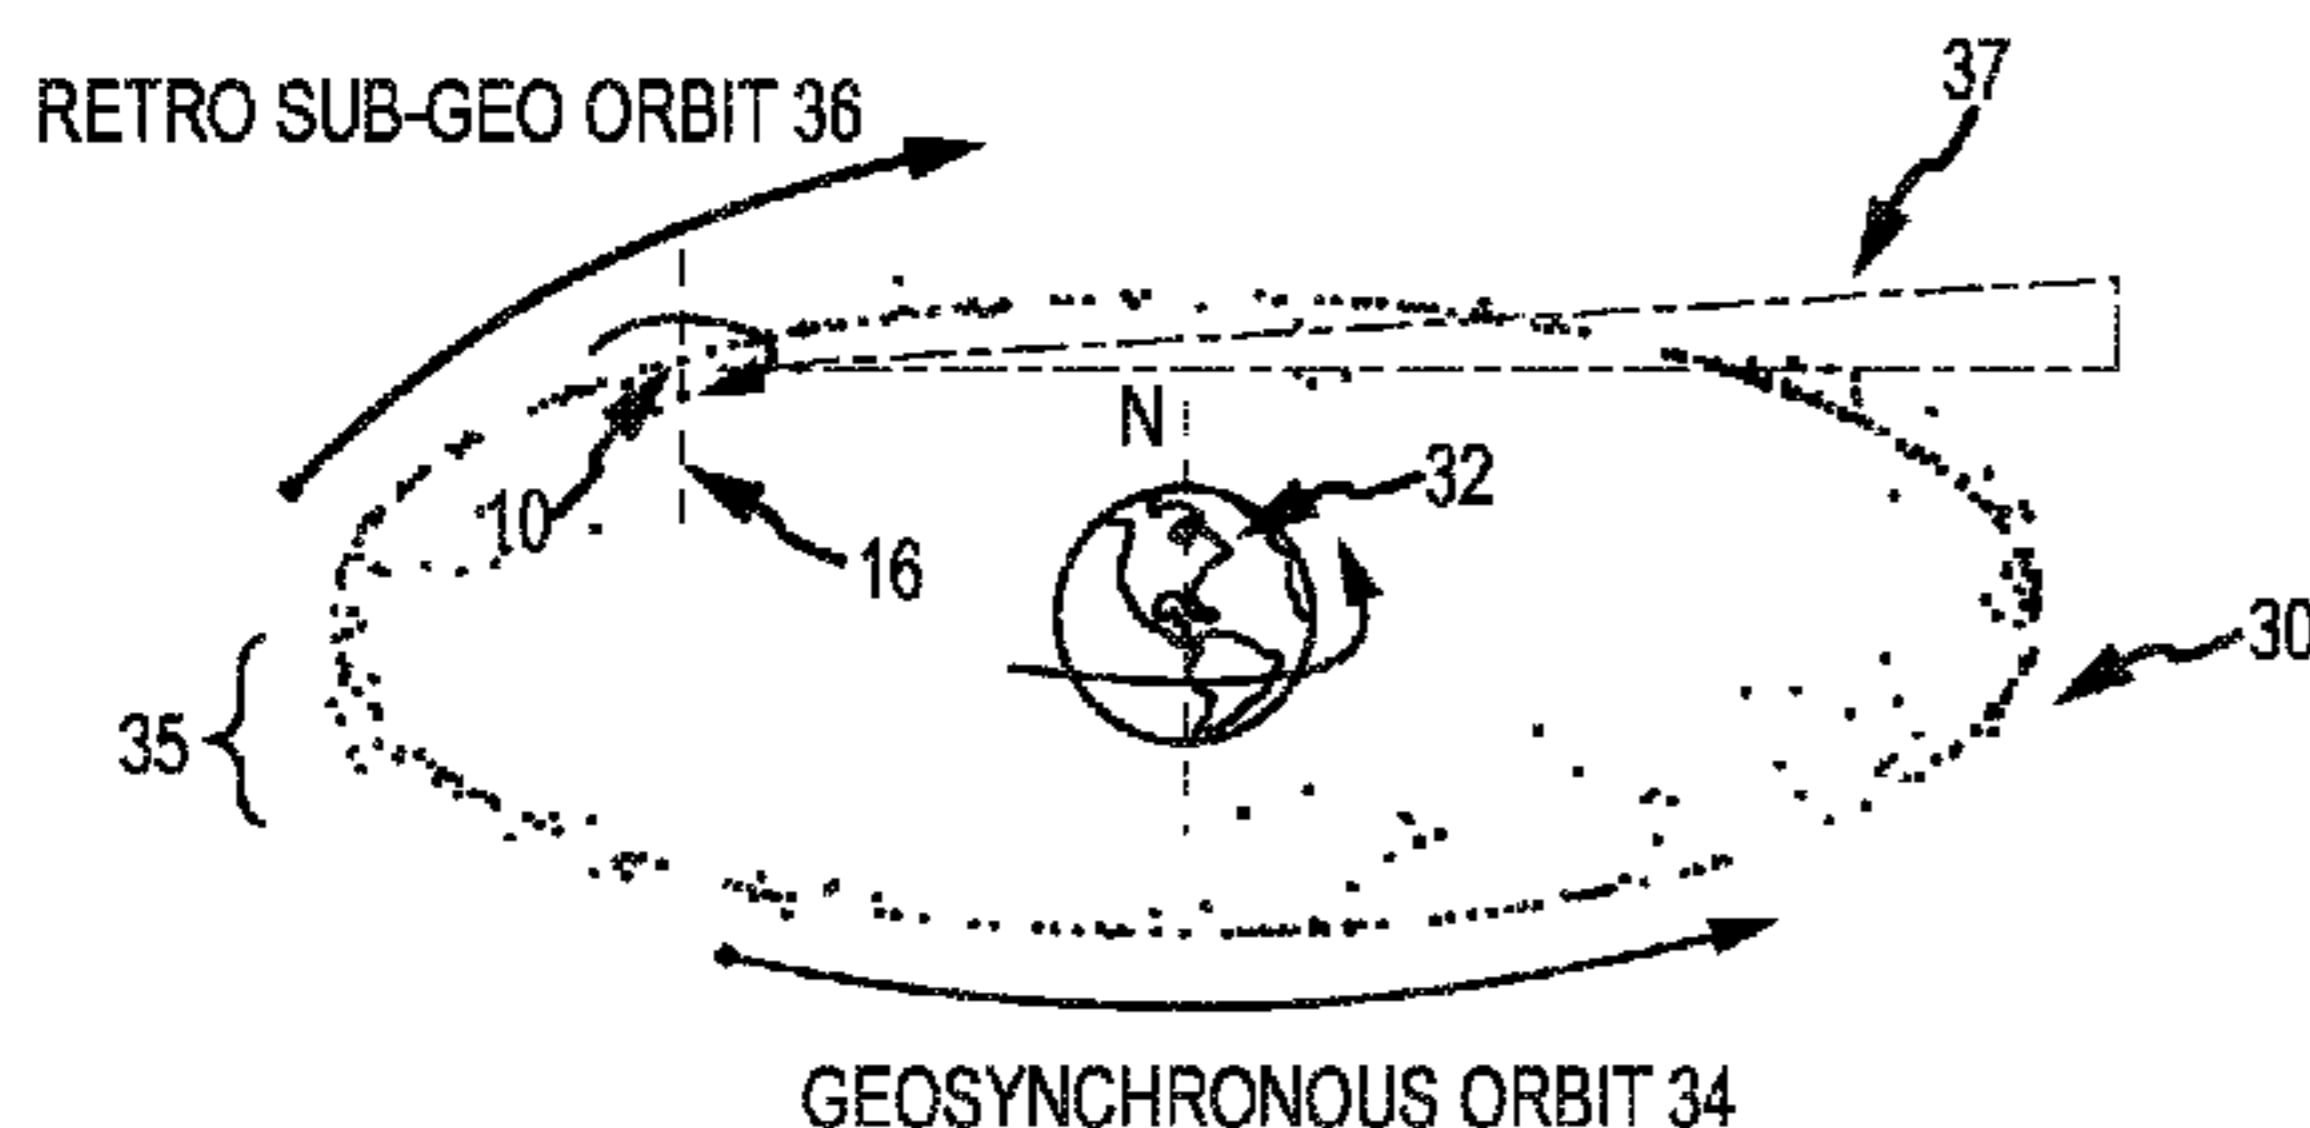 37
RETRO SUB-GEO ORBIT 36
N
32
10
16
30
35
GEOSYNCHRONOUS ORBIT 34